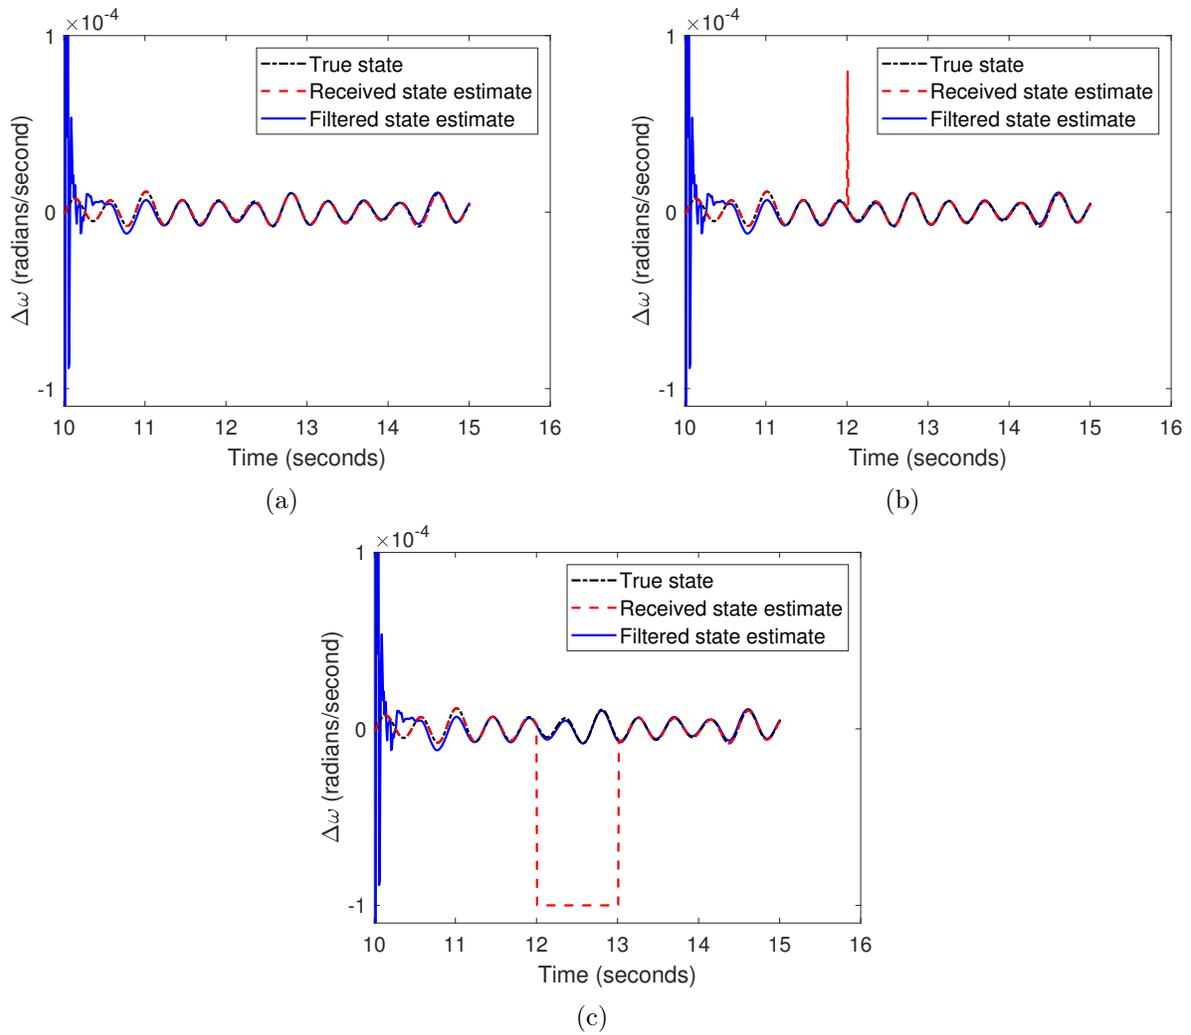 ×10⁻⁴
1
0
-1
Δω (radians/second)
True state
Received state estimate
Filtered state estimate
10 11 12 13 14 15 16
Time (seconds)
(a)
×10⁻⁴
1
0
-1
Δω (radians/second)
True state
Received state estimate
Filtered state estimate
10 11 12 13 14 15 16
Time (seconds)
(b)
×10⁻⁴
1
0
-1
Δω (radians/second)
True state
Received state estimate
Filtered state estimate
10 11 12 13 14 15 16
Time (seconds)
(c)